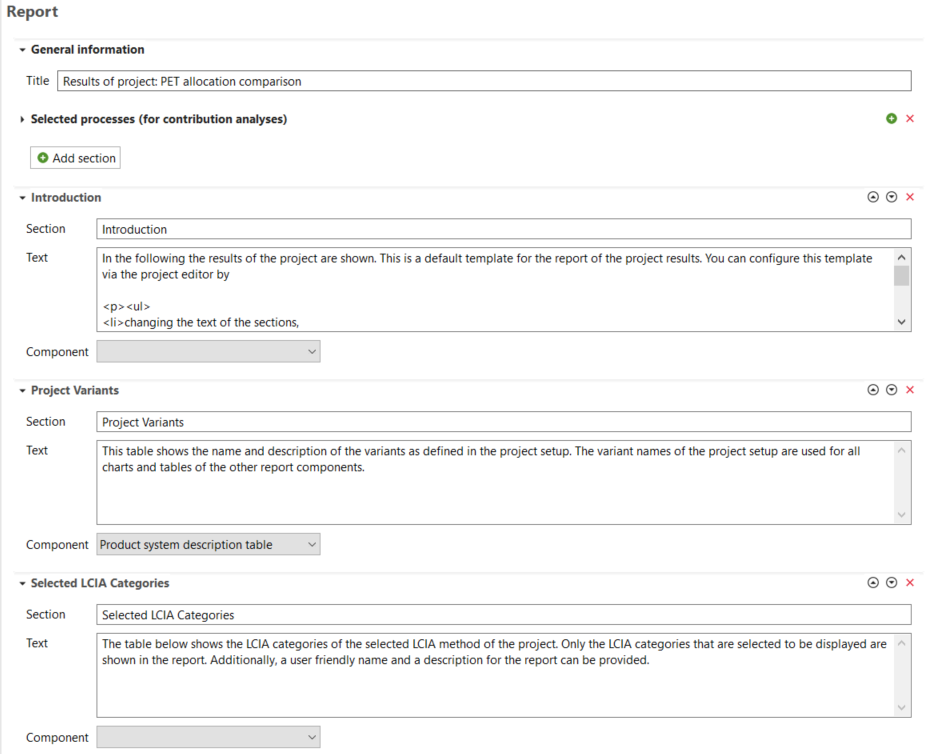 Report
General information
Title Results of project: PET allocation comparison
Selected processes (for contribution analyses)
Add section
Introduction
Section Introduction
Text In the following the results of the project are shown. This is a default template for the report of the project results. You can configure this template
via the project editor by
<p><ul>
<li>changing the text of the sections,
Component
Project Variants
Section Project Variants
Text This table shows the name and description of the variants as defined in the project setup. The variant names of the project setup are used for all
charts and tables of the other report components.
Component Product system description table
Selected LCIA Categories
Section Selected LCIA Categories
Text The table below shows the LCIA categories of the selected LCIA method of the project. Only the LCIA categories that are selected to be displayed are
shown in the report. Additionally, a user friendly name and a description for the report can be provided.
Component